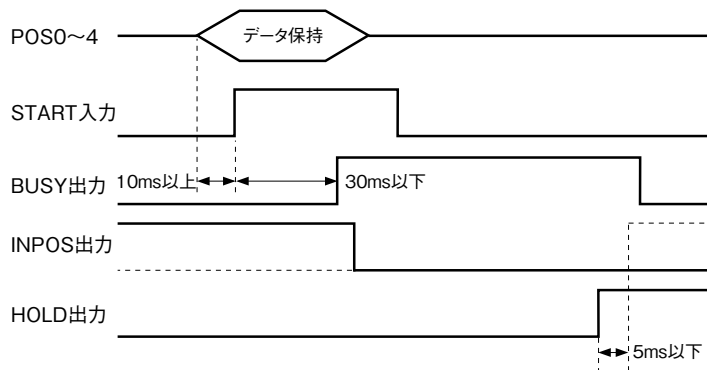 POS0～4
データ保持
START入力
BUSY出力
10ms以上
30ms以下
INPOS出力
HOLD出力
5ms以下